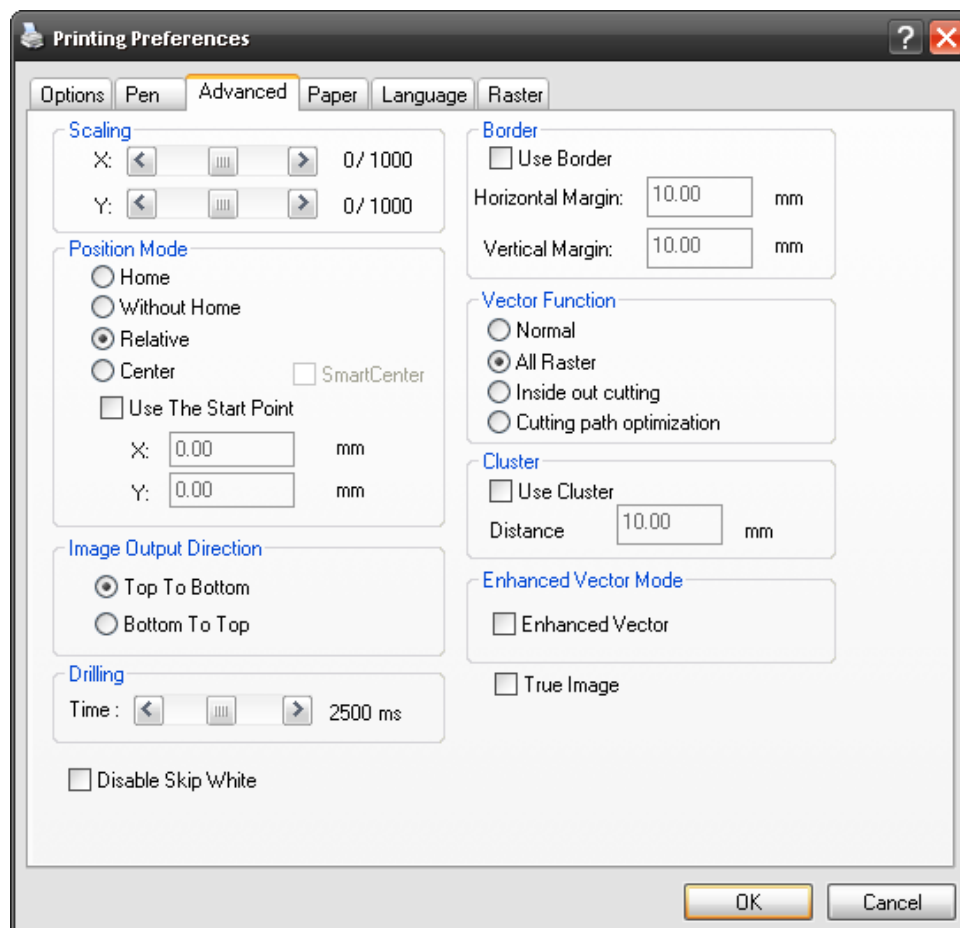 Printing Preferences
Options Pen Advanced Paper Language Raster
Scaling
X: 0/ 1000
Y: 0/ 1000
Position Mode
Home
Without Home
Relative
Center SmartCenter
Use The Start Point
X: 0.00 mm
Y: 0.00 mm
Image Output Direction
Top To Bottom
Bottom To Top
Drilling
Time : 2500 ms
Disable Skip White
Border
Use Border
Horizontal Margin: 10.00 mm
Vertical Margin: 10.00 mm
Vector Function
Normal
All Raster
Inside out cutting
Cutting path optimization
Cluster
Use Cluster
Distance 10.00 mm
Enhanced Vector Mode
Enhanced Vector
True Image
OK Cancel